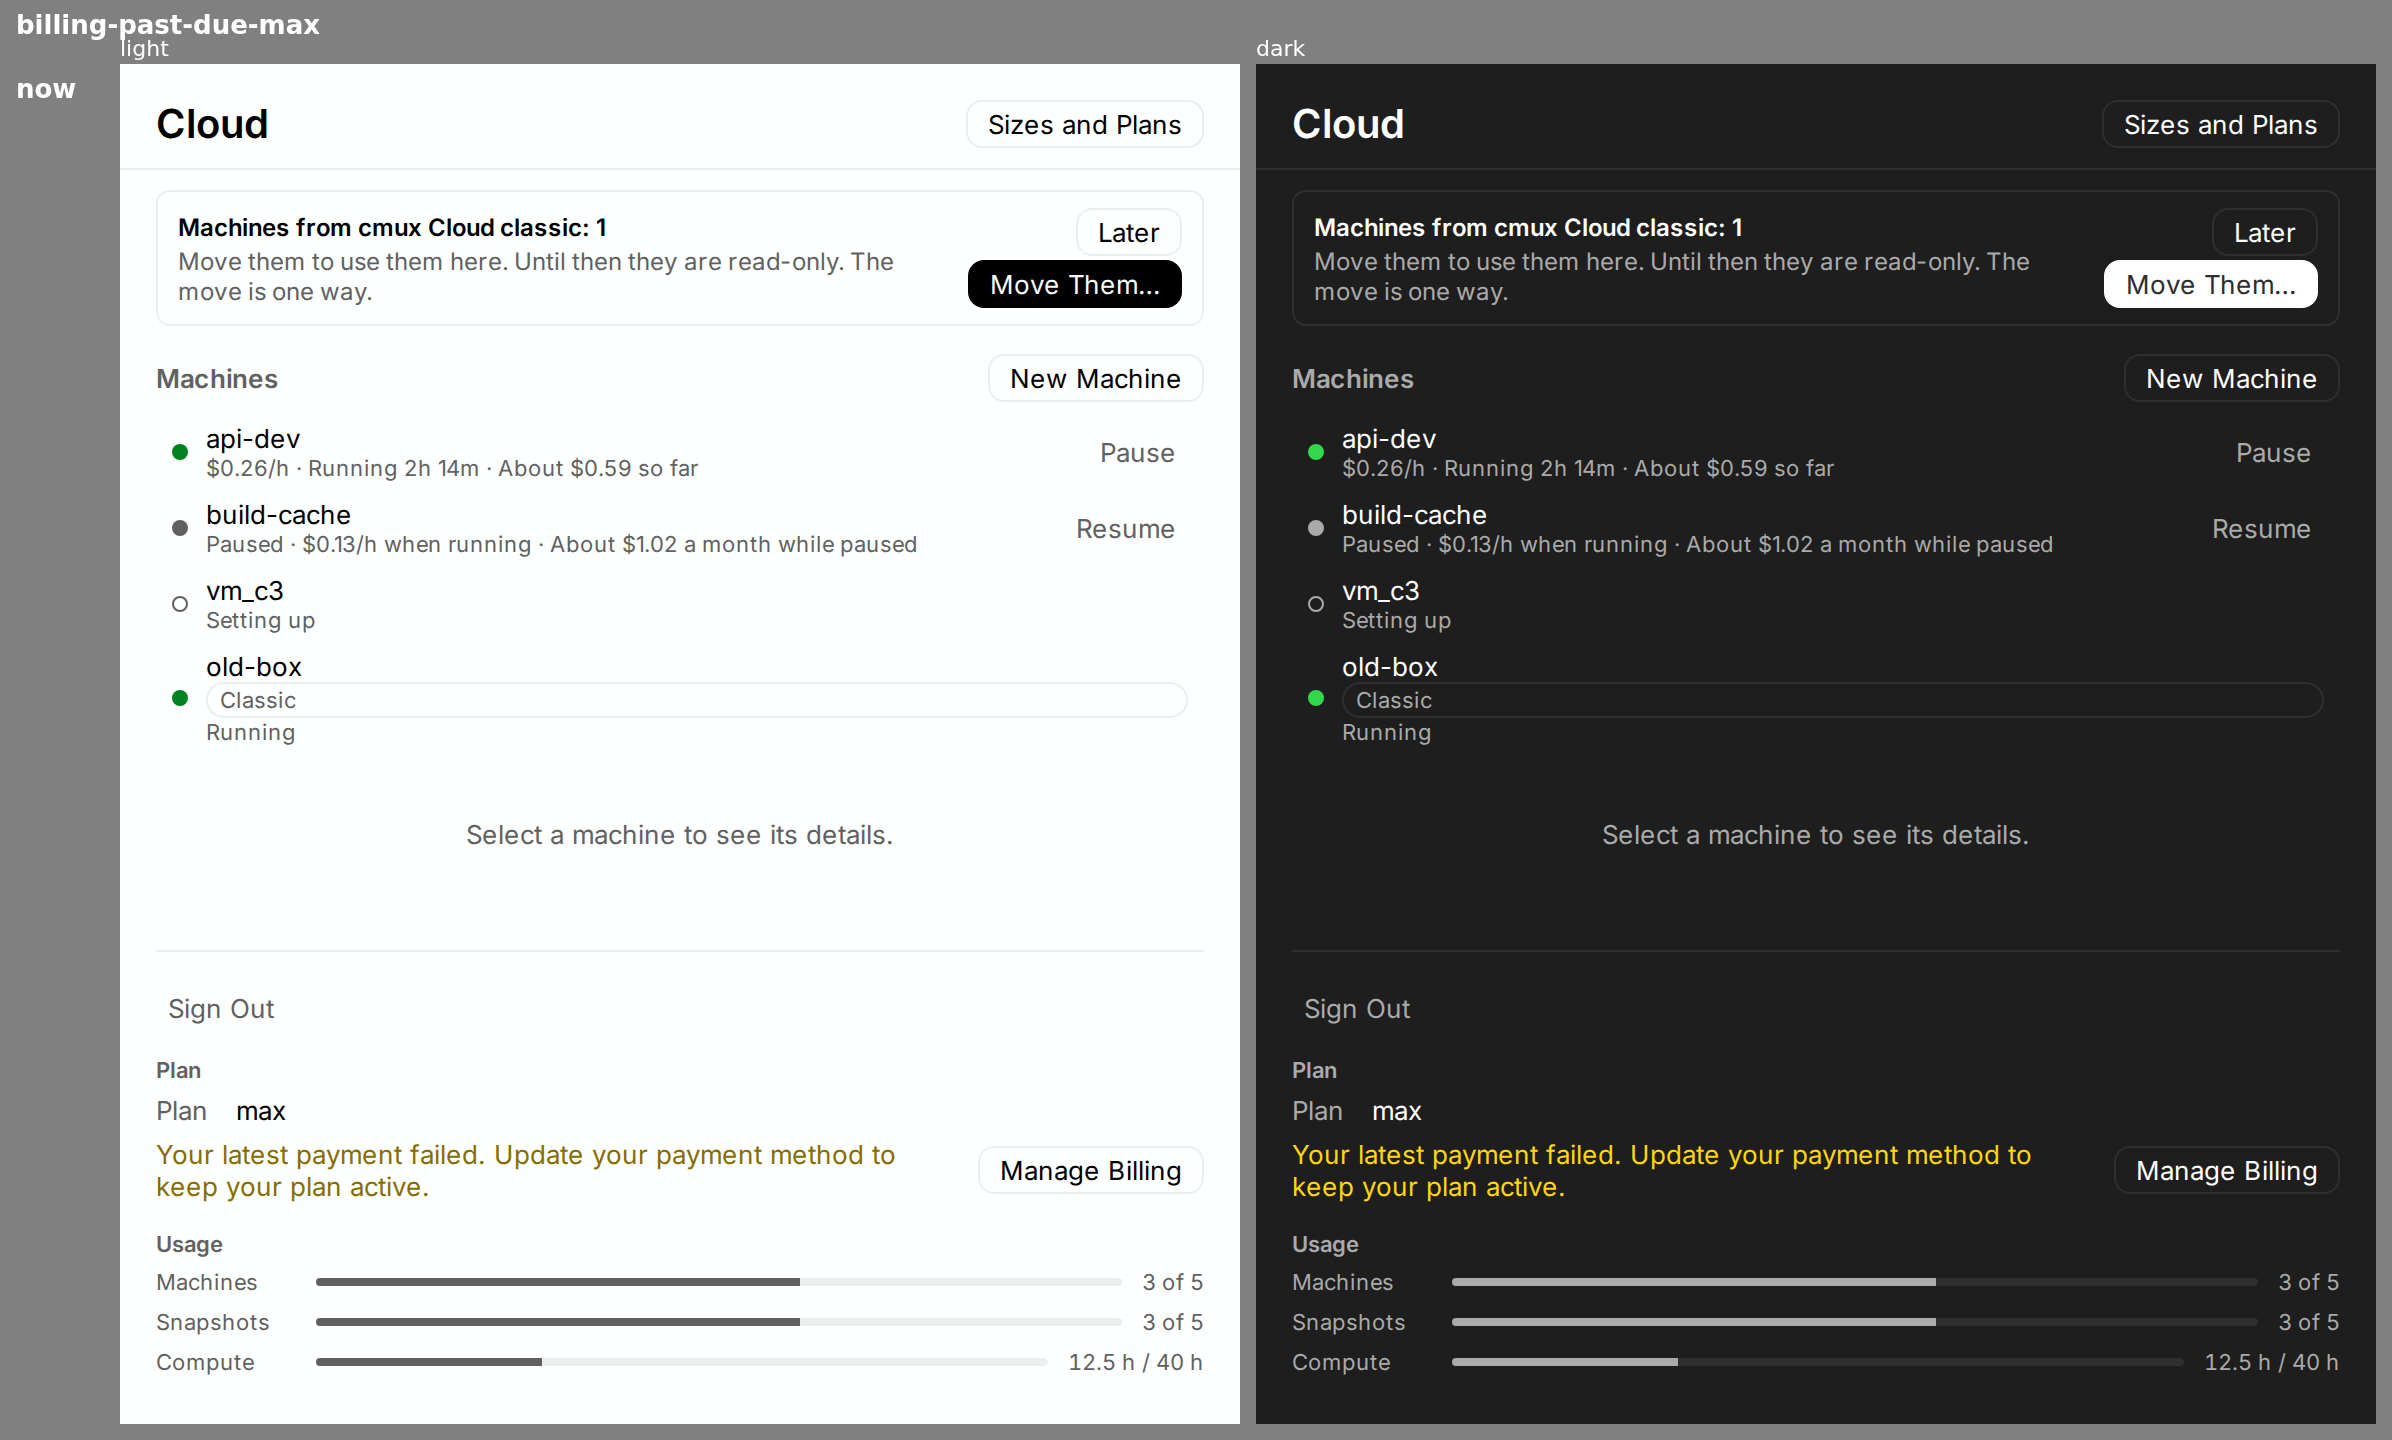 billing-past-due-max
light
dark
now
Cloud
Sizes and Plans
Machines from cmux Cloud classic: 1
Move them to use them here. Until then they are read-only. The
move is one way.
Later
Move Them...
Machines
New Machine
api-dev
$0.26/h · Running 2h 14m · About $0.59 so far
Pause
build-cache
Paused · $0.13/h when running · About $1.02 a month while paused
Resume
vm_c3
Setting up
old-box
Classic
Running
Select a machine to see its details.
Sign Out
Plan
Plan max
Your latest payment failed. Update your payment method to
keep your plan active.
Manage Billing
Usage
Machines 3 of 5
Snapshots 3 of 5
Compute 12.5 h / 40 h
Cloud
Sizes and Plans
Machines from cmux Cloud classic: 1
Move them to use them here. Until then they are read-only. The
move is one way.
Later
Move Them...
Machines
New Machine
api-dev
$0.26/h · Running 2h 14m · About $0.59 so far
Pause
build-cache
Paused · $0.13/h when running · About $1.02 a month while paused
Resume
vm_c3
Setting up
old-box
Classic
Running
Select a machine to see its details.
Sign Out
Plan
Plan max
Your latest payment failed. Update your payment method to
keep your plan active.
Manage Billing
Usage
Machines 3 of 5
Snapshots 3 of 5
Compute 12.5 h / 40 h